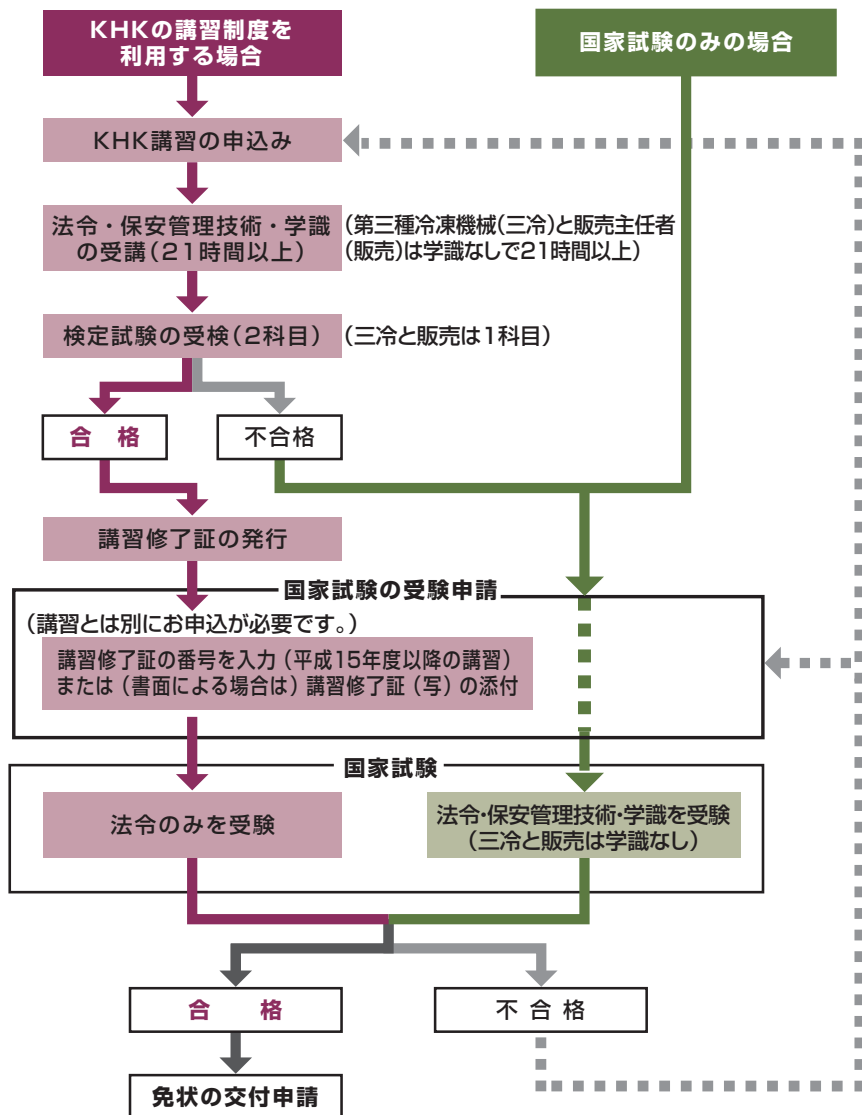 KHKの講習制度を
利用する場合
国家試験のみの場合
KHK講習の申込み
法令・保安管理技術・学識
の受講(21時間以上)
(第三種冷凍機械(三冷)と販売主任者
(販売)は学識なしで21時間以上)
検定試験の受検(2科目)
(三冷と販売は1科目)
合　格
不合格
講習修了証の発行
国家試験の受験申請
(講習とは別にお申込が必要です。)
講習修了証の番号を入力(平成15年度以降の講習)
または(書面による場合は)講習修了証(写)の添付
国家試験
法令のみを受験
法令・保安管理技術・学識を受験
(三冷と販売は学識なし)
合　格
不 合 格
免状の交付申請